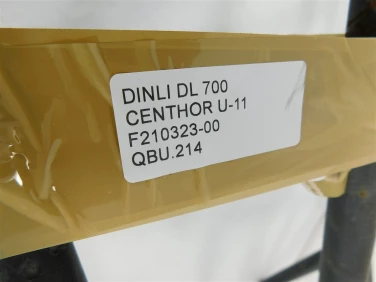 DINLI DL 700
CENTHOR U-11
F210323-00
QBU.214